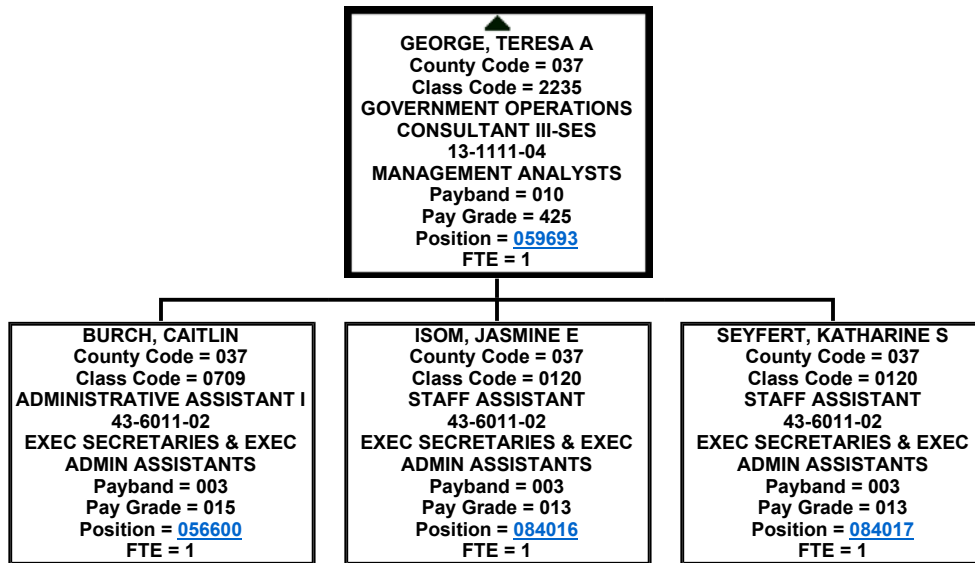 GEORGE, TERESA A
County Code = 037
Class Code = 2235
GOVERNMENT OPERATIONS
CONSULTANT III-SES
13-1111-04
MANAGEMENT ANALYSTS
Payband = 010
Pay Grade = 425
Position = 059693
FTE = 1
BURCH, CAITLIN
County Code = 037
Class Code = 0709
ADMINISTRATIVE ASSISTANT I
43-6011-02
EXEC SECRETARIES & EXEC
ADMIN ASSISTANTS
Payband = 003
Pay Grade = 015
Position = 056600
FTE = 1
ISOM, JASMINE E
County Code = 037
Class Code = 0120
STAFF ASSISTANT
43-6011-02
EXEC SECRETARIES & EXEC
ADMIN ASSISTANTS
Payband = 003
Pay Grade = 013
Position = 084016
FTE = 1
SEYFERT, KATHARINE S
County Code = 037
Class Code = 0120
STAFF ASSISTANT
43-6011-02
EXEC SECRETARIES & EXEC
ADMIN ASSISTANTS
Payband = 003
Pay Grade = 013
Position = 084017
FTE = 1